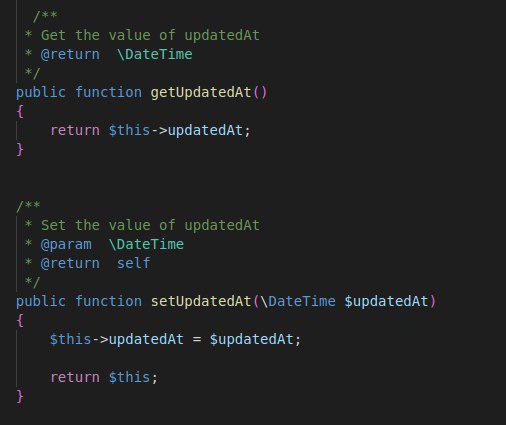 /**
* Get the value of updatedAt
* @return  \DateTime
*/
public function getUpdatedAt()
{
    return $this->updatedAt;
}
/**
* Set the value of updatedAt
* @param  \DateTime
* @return  self
*/
public function setUpdatedAt(\DateTime $updatedAt)
{
    $this->updatedAt = $updatedAt;
    return $this;
}